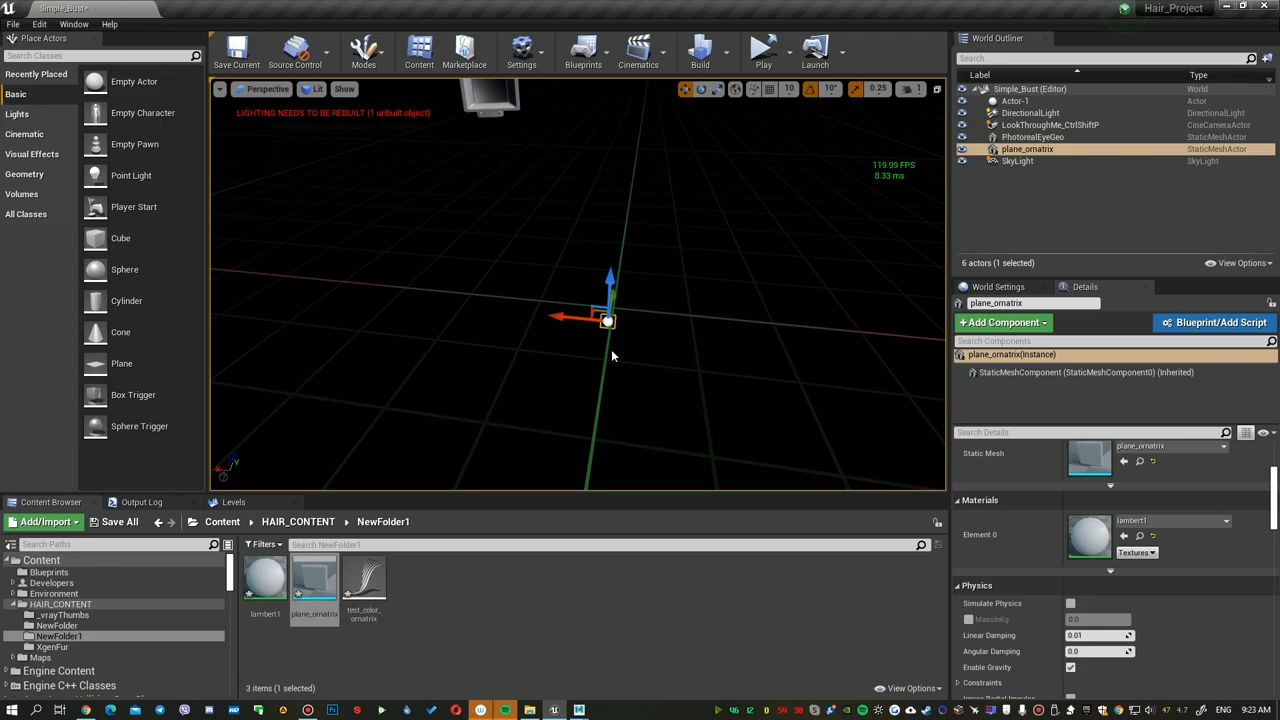 Simple_Bust*
Hair_Project
File Edit Window Help
Place Actors
Search Classes
Recently Placed
Basic
Lights
Cinematic
Visual Effects
Geometry
Volumes
All Classes
Empty Actor
Empty Character
Empty Pawn
Point Light
Player Start
Cube
Sphere
Cylinder
Cone
Plane
Box Trigger
Sphere Trigger
Save Current Source Control Modes Content Marketplace Settings Blueprints Cinematics Build Play Launch
Perspective Lit Show 10 10° 0.25 1
LIGHTING NEEDS TO BE REBUILT (1 unbuilt object)
119.99 FPS
8.33 ms
World Outliner
Search...
Label Type
Simple_Bust (Editor) World
Actor-1 Actor
DirectionalLight DirectionalLight
LookThroughMe_CtrlShiftP CineCameraActor
PhotorealEyeGeo StaticMeshActor
plane_ornatrix StaticMeshActor
SkyLight SkyLight
6 actors (1 selected) View Options
World Settings Details
plane_ornatrix
+Add Component Blueprint/Add Script
Search Components
plane_ornatrix(Instance)
StaticMeshComponent (StaticMeshComponent0) (Inherited)
Search Details
Static Mesh plane_ornatrix
Materials
Element 0 lambert1
Textures
Physics
Simulate Physics
MassInKg 0.0
Linear Damping 0.01
Angular Damping 0.0
Enable Gravity
Constraints
Content Browser Output Log Levels
Add/Import Save All Content HAIR_CONTENT NewFolder1
Search Paths
Content
Blueprints
Developers
Environment
HAIR_CONTENT
_vrayThumbs
NewFolder
NewFolder1
XgenFur
Maps
Engine Content
Engine C++ Classes
Filters Search NewFolder1
lambert1
plane_ornatrix
test_color_
ornatrix
3 items (1 selected) View Options
9:23 AM